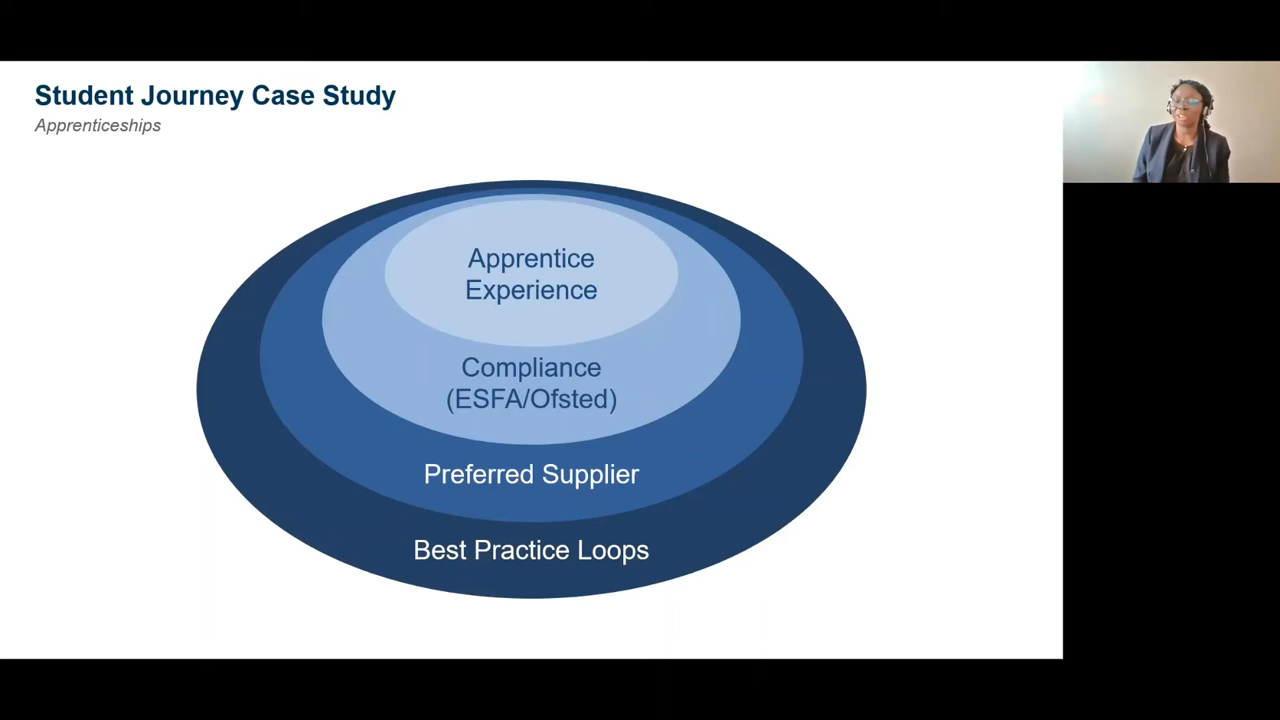 Student Journey Case Study
Apprenticeships
Apprentice
Experience
Compliance
(ESFA/Ofsted)
Preferred Supplier
Best Practice Loops